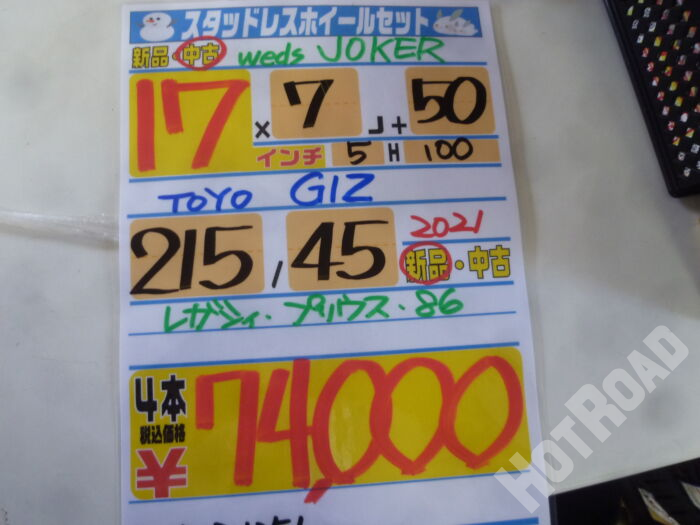 スタッドレスホイールセット
新品・中古 weds JOKER
17 x 7 J+ 50
インチ 5 H 100
TOYO GIZ
215 / 45 2021
新品・中古
レガシィ・プリウス・86
4本
税込価格
¥ 74,000
HOTROAD